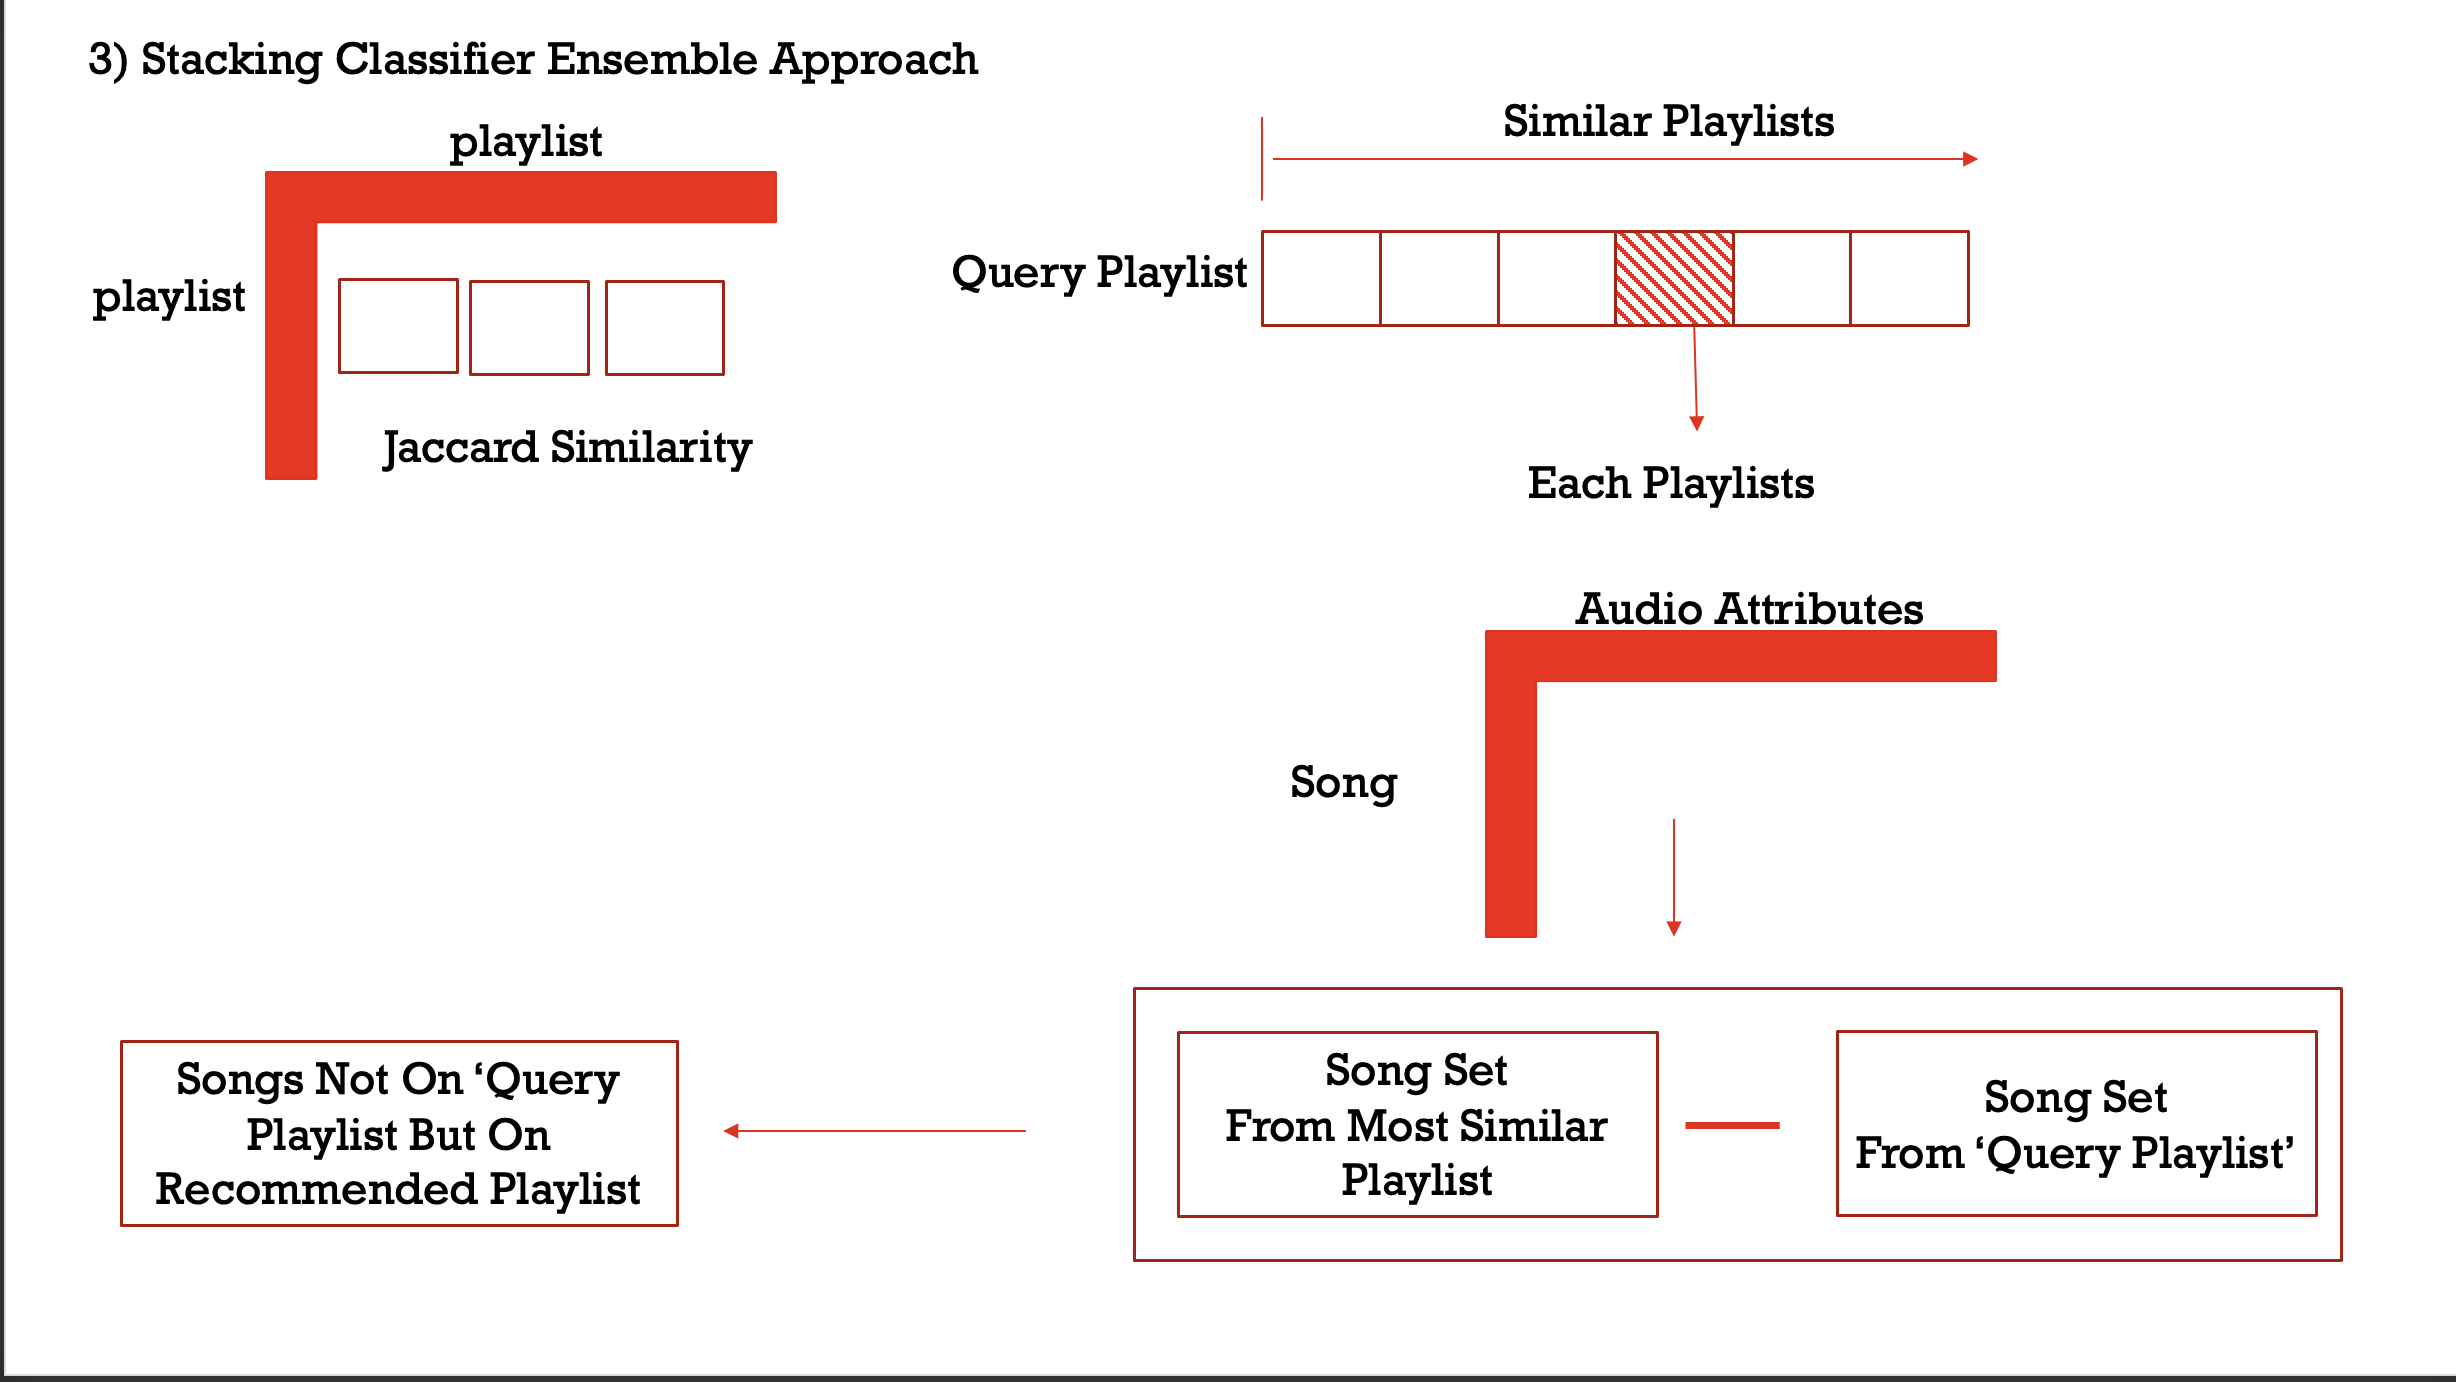 3) Stacking Classifier Ensemble Approach
playlist
playlist
Jaccard Similarity
Similar Playlists
Query Playlist
Each Playlists
Audio Attributes
Song
Song Set
From Most Similar
Playlist
Song Set
From ‘Query Playlist’
Songs Not On ‘Query
Playlist But On
Recommended Playlist